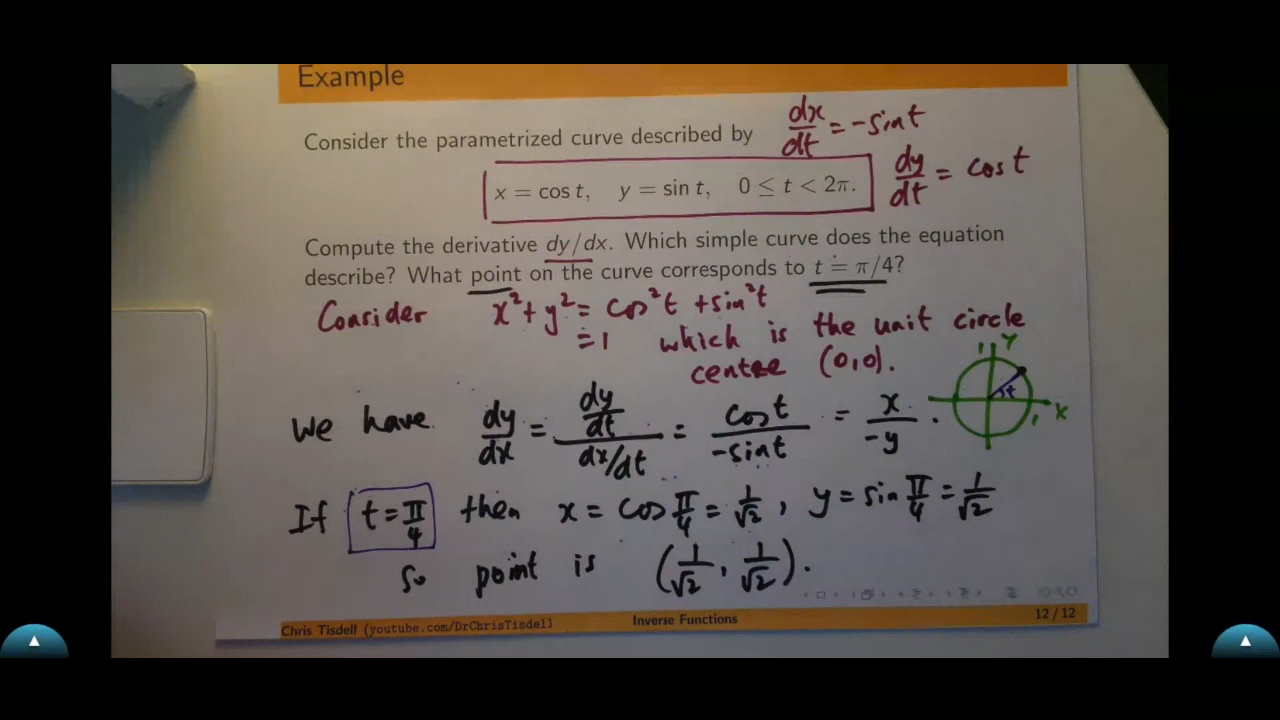 Example
Consider the parametrized curve described by
dx/dt = -sin t
x = cos t, y = sin t, 0 ≤ t < 2π.
dy/dt = cos t
Compute the derivative dy/dx. Which simple curve does the equation
describe? What point on the curve corresponds to t = π/4?
Consider x² + y² = cos²t + sin²t
= 1 which is the unit circle
centre (0,0).
1 Y
t
1 X
We have dy/dx = (dy/dt)/(dx/dt) = cos t/-sin t = x/-y .
If t = π/4 then x = cos π/4 = 1/√2, y = sin π/4 = 1/√2
so point is (1/√2, 1/√2).
Chris Tisdell (youtube.com/DrChrisTisdell Inverse Functions 12 / 12